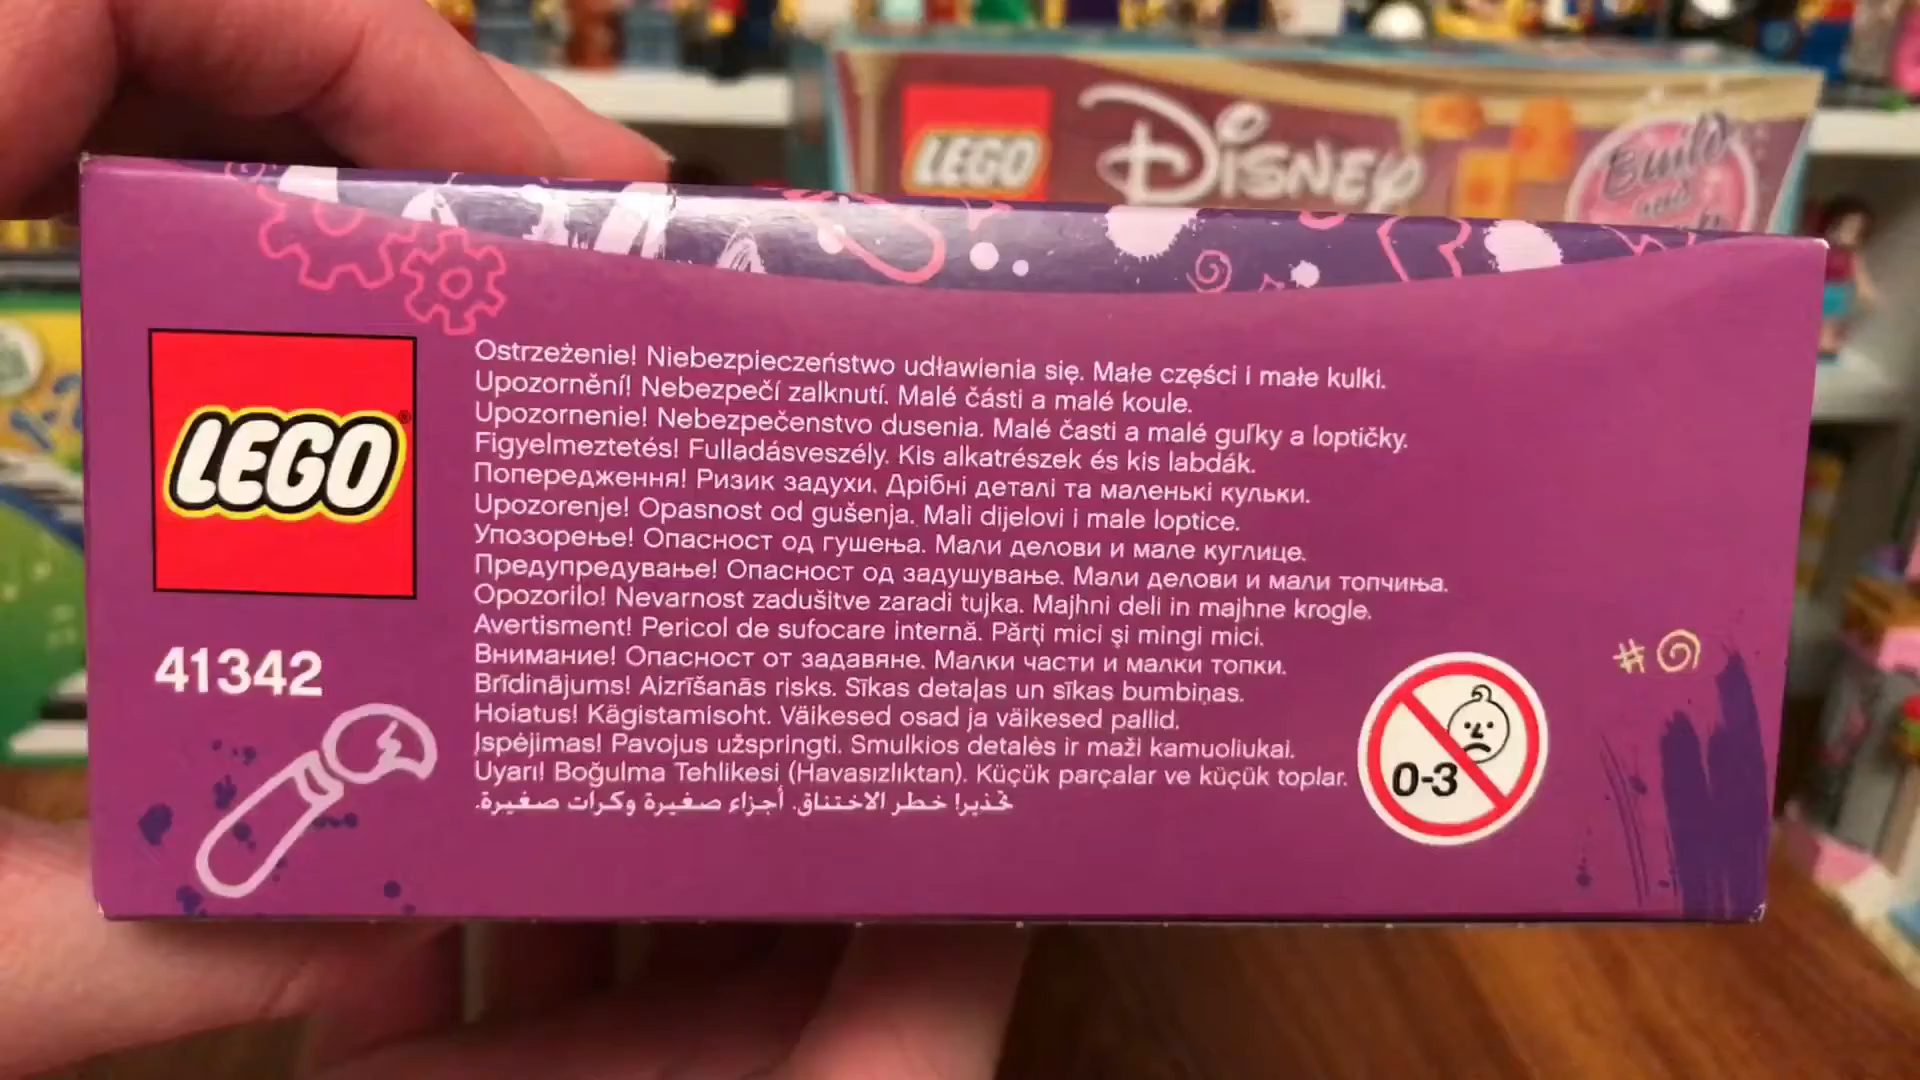 LEGO
DISNEY
Build
and
LEGO
41342
Ostrzeżenie! Niebezpieczeństwo udławienia się. Małe części i małe kulki.
Upozornění! Nebezpečí zalknutí. Malé části a malé koule.
Upozornenie! Nebezpečenstvo dusenia. Malé časti a malé guľky a loptičky.
Figyelmeztetés! Fulladásveszély. Kis alkatrészek és kis labdák.
Попередження! Ризик задухи. Дрібні деталі та маленькі кульки.
Upozorenje! Opasnost od gušenja. Mali dijelovi i male loptice.
Упозорење! Опасност од гушења. Мали делови и мале куглице.
Предупредување! Опасност од задушување. Мали делови и мали топчиња.
Opozorilo! Nevarnost zadušitve zaradi tujka. Majhni deli in majhne krogle.
Avertisment! Pericol de sufocare internă. Părţi mici şi mingi mici.
Внимание! Опасност от задавяне. Малки части и малки топки.
Brīdinājums! Aizrīšanās risks. Sīkas detaļas un sīkas bumbiņas.
Hoiatus! Kägistamisoht. Väikesed osad ja väikesed pallid.
Įspėjimas! Pavojus užspringti. Smulkios detalės ir maži kamuoliukai.
Uyarı! Boğulma Tehlikesi (Havasızlıktan). Küçük parçalar ve küçük toplar.
تحذير! خطر الاختناق. أجزاء صغيرة وكرات صغيرة.
0-3
#